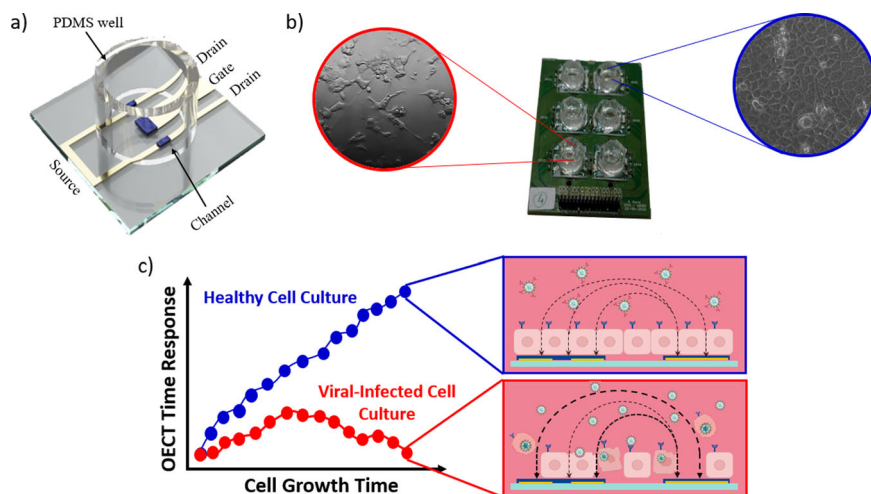 a)
PDMS well
Drain
Gate
Drain
Source
Channel
b)
4
c)
OECT Time Response
Healthy Cell Culture
Viral-Infected Cell
Culture
Cell Growth Time